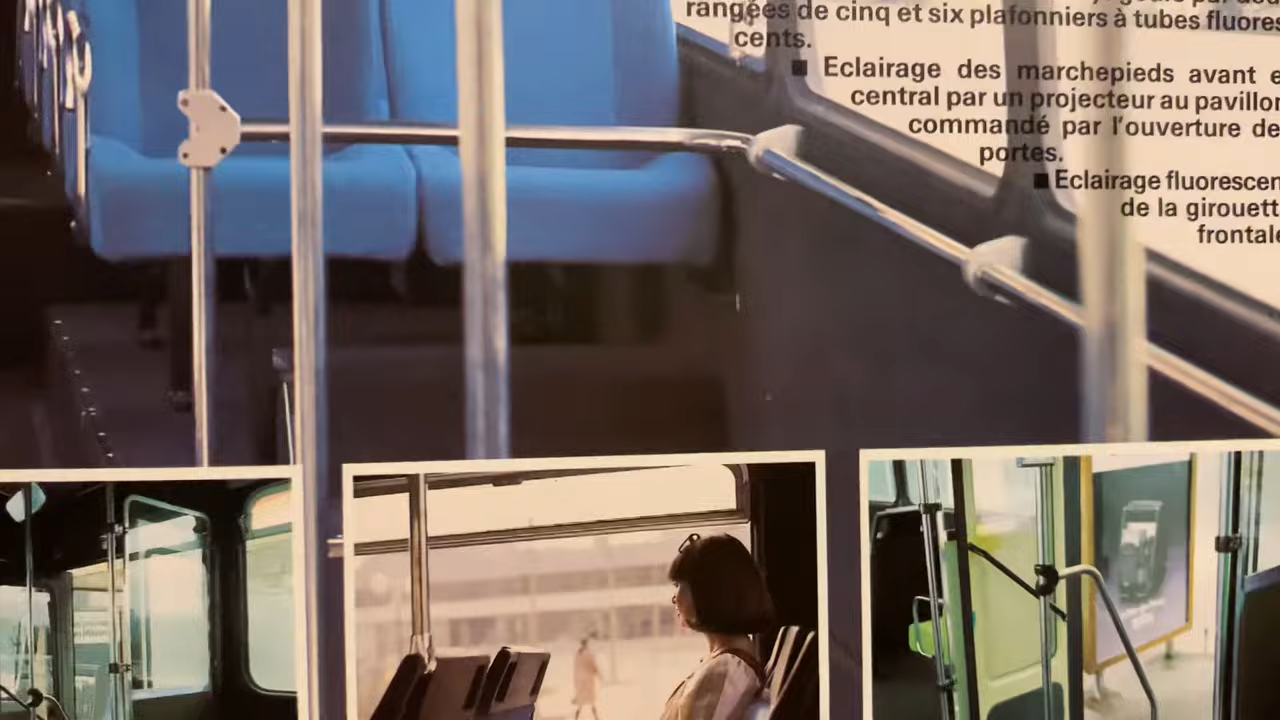 rangées de cinq et six plafonniers à tubes fluores
cents.
■ Eclairage des marchepieds avant e
central par un projecteur au pavillon
commandé par l'ouverture de
portes.
■ Eclairage fluorescen
de la girouett
frontale